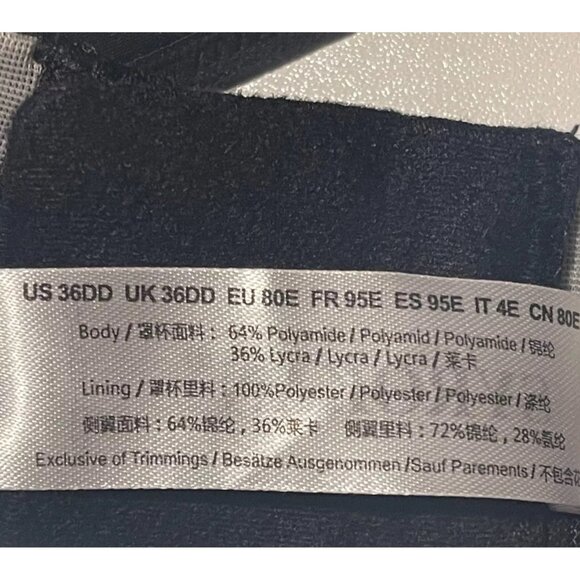 US 36DD UK 36DD EU 80E FR 95E ES 95E IT 4E CN 80E
Body / 罩杯面料： 64% Polyamide / Polyamid / Polyamide / 锦纶
36% Lycra / Lycra / Lycra / 莱卡
Lining / 罩杯里料： 100%Polyester / Polyester / Polyester / 涤纶
侧翼面料：64%锦纶，36%莱卡 侧翼里料：72%锦纶，28%氨纶
Exclusive of Trimmings / Besätze Ausgenommen /Sauf Parements / 不包含